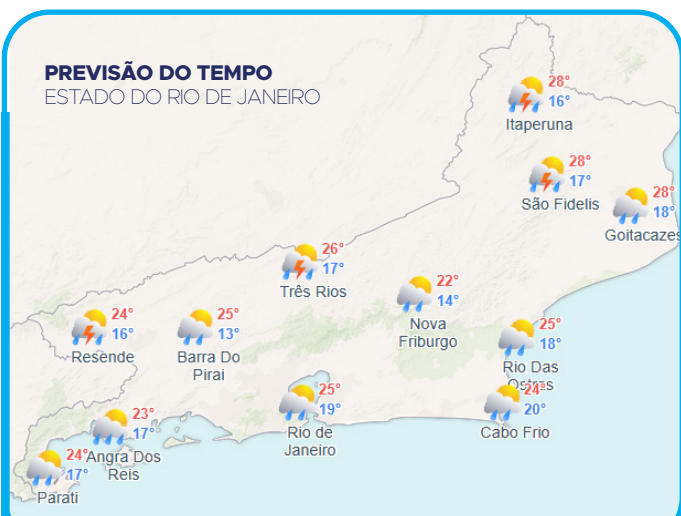 PREVISÃO DO TEMPO
ESTADO DO RIO DE JANEIRO
28°
16°
Itaperuna
28°
17°
São Fidelis
28°
18°
Goitacazes
26°
17°
Três Rios
22°
14°
Nova
Friburgo
24°
16°
Resende
25°
13°
Barra Do
Pirai
25°
18°
Rio Das
Ostras
25°
19°
Rio de
Janeiro
24°
20°
Cabo Frio
23°
17°
Angra Dos
Reis
24°
17°
Parati